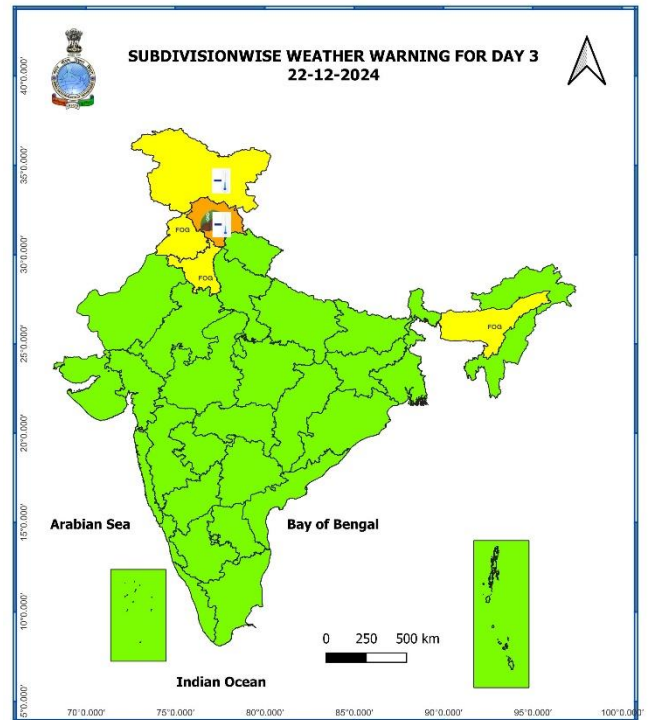 SUBDIVISIONWISE WEATHER WARNING FOR DAY 3
22-12-2024
40°0.000'
35°0.000'
FOG
30°0.000'
FOG
FOG
25°0.000'
20°0.000'
Arabian Sea
Bay of Bengal
15°0.000'
10°0.000'
0 250 500 km
Indian Ocean
5°0.000'
70°0.000' 75°0.000' 80°0.000' 85°0.000' 90°0.000' 95°0.000' 100°0.000'